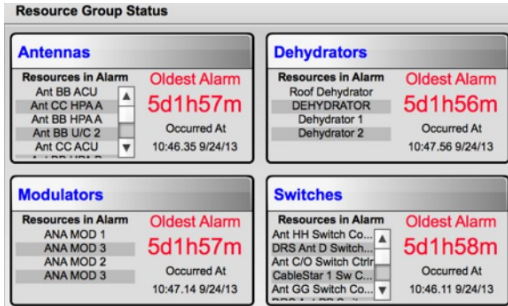 Resource Group Status
Antennas
Resources in Alarm
Ant BB ACU
Ant CC HPA A
Ant BB HPA A
Ant BB U/C 2
Ant CC ACU
Oldest Alarm
5d1h57m
Occurred At
10:46.35 9/24/13
Dehydrators
Resources in Alarm
Roof Dehydrator
DEHYDRATOR
Dehydrator 1
Dehydrator 2
Oldest Alarm
5d1h56m
Occurred At
10:47.56 9/24/13
Modulators
Resources in Alarm
ANA MOD 1
ANA MOD 3
ANA MOD 2
ANA MOD 3
Oldest Alarm
5d1h57m
Occurred At
10:47.14 9/24/13
Switches
Resources in Alarm
Ant HH Switch Co...
DRS Ant D Switch...
Ant C/O Switch Ctrlr
CableStar 1 Sw C...
Ant GG Switch Co...
Oldest Alarm
5d1h58m
Occurred At
10:46.11 9/24/13